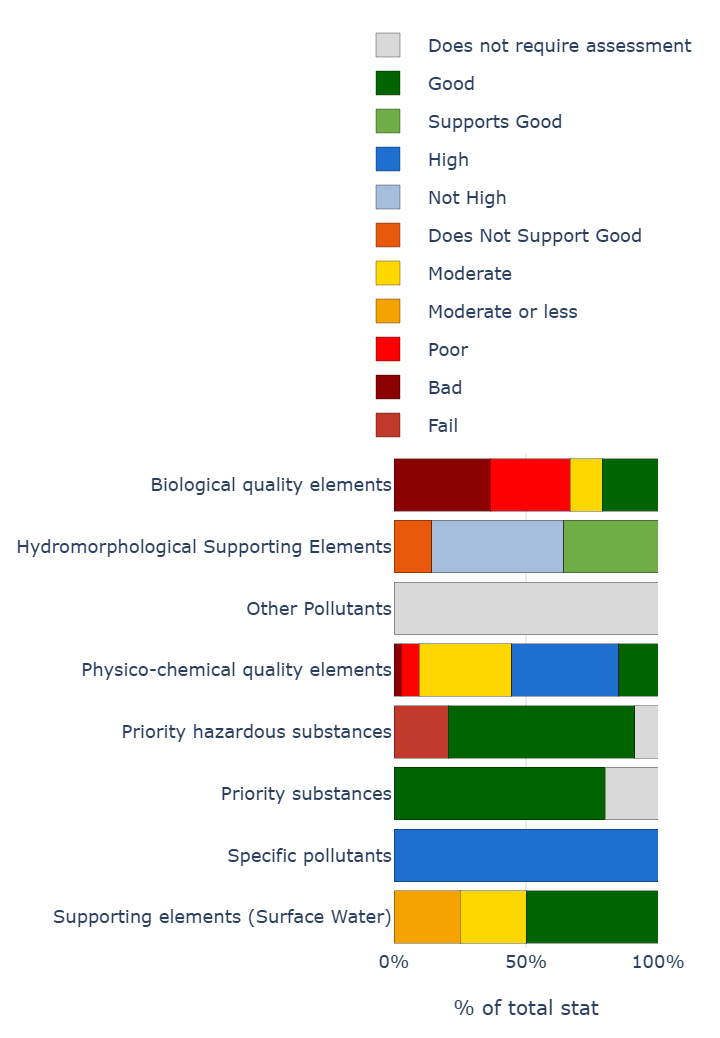 Does not require assessment
Good
Supports Good
High
Not High
Does Not Support Good
Moderate
Moderate or less
Poor
Bad
Fail
Biological quality elements
Hydromorphological Supporting Elements
Other Pollutants
Physico-chemical quality elements
Priority hazardous substances
Priority substances
Specific pollutants
Supporting elements (Surface Water)
0% 50% 100%
% of total stat